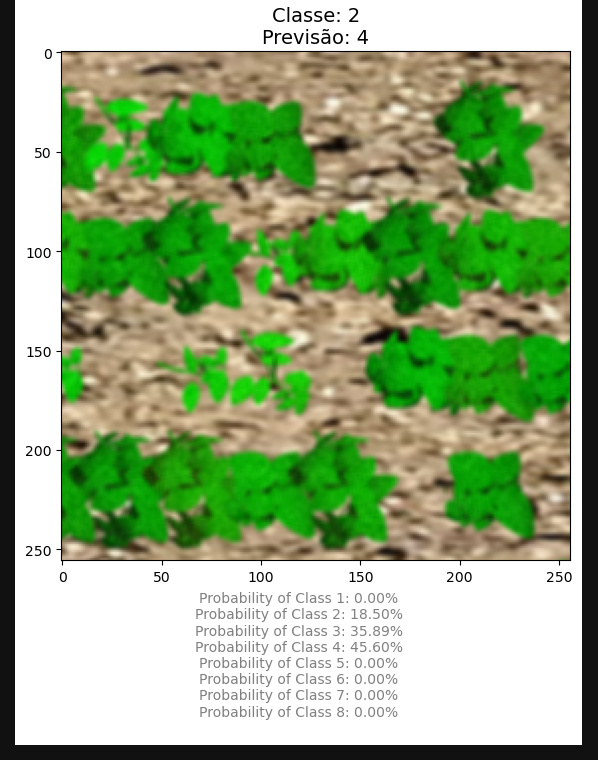 Classe: 2
Previsão: 4
0
50
100
150
200
250
0 50 100 150 200 250
Probability of Class 1: 0.00%
Probability of Class 2: 18.50%
Probability of Class 3: 35.89%
Probability of Class 4: 45.60%
Probability of Class 5: 0.00%
Probability of Class 6: 0.00%
Probability of Class 7: 0.00%
Probability of Class 8: 0.00%